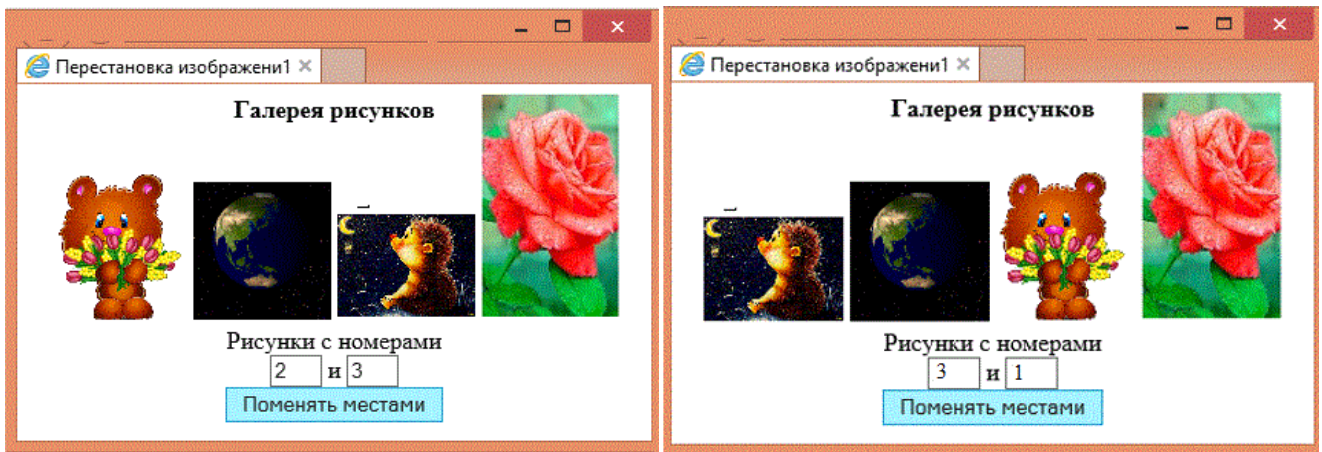 Перестановка изображени1
Галерея рисунков
Рисунки с номерами
2 и 3
Поменять местами
Перестановка изображени1
Галерея рисунков
Рисунки с номерами
3 и 1
Поменять местами